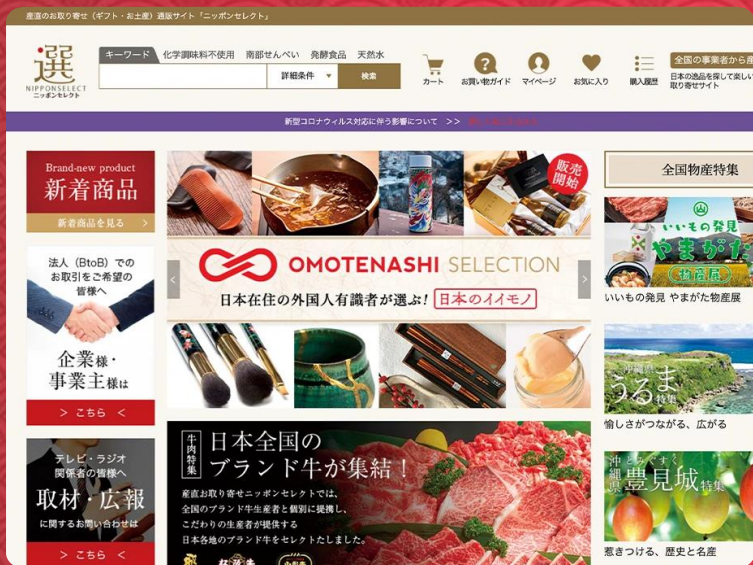 産直のお取り寄せ（ギフト・お土産）通販サイト「ニッポンセレクト」
選
NIPPONSELECT
ニッポンセレクト
キーワード 化学調味料不使用 南部せんべい 発酵食品 天然水
詳細条件 ▼ 検索
カート
お買い物ガイド
マイページ
お気に入り
購入履歴
全国の事業者から産
日本の逸品を探して楽しい
取り寄せサイト
新型コロナウィルス対応に伴う影響について >>
Brand-new product
新着商品
新着商品を見る >
法人（BtoB）での
お取引をご希望の
皆様へ
企業様・
事業主様は
> こちら <
テレビ・ラジオ
関係者の皆様へ
取材・広報
に関するお問い合わせは
> こちら <
販売
開始
OMOTENASHI SELECTION
日本在住の外国人有識者が選ぶ! 日本のイイモノ
牛肉特集
日本全国の
ブランド牛が集結！
産直お取り寄せニッポンセレクトでは、
全国のブランド牛生産者と個別に提携し、
こだわりの生産者が提供する
日本各地のブランド牛をセレクトたしました。
全国物産特集
いいもの発見
やまがた
物産展
いいもの発見 やまがた物産展
沖縄県
うるま特集
愉しさがつながる、広がる
沖縄県
とみぐすく
豊見城特集
惹きつける、歴史と名産